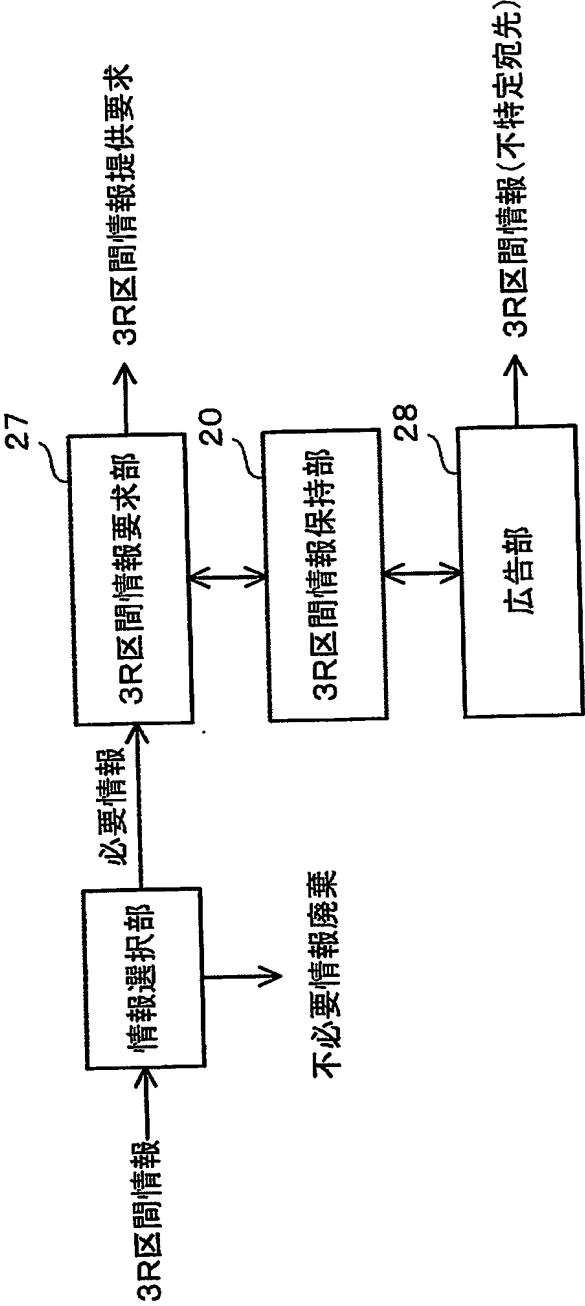 3R区間情報
情報選択部
不必要情報廃棄
必要情報
27
3R区間情報要求部
3R区間情報提供要求
20
3R区間情報保持部
28
広告部
3R区間情報(不特定宛先)